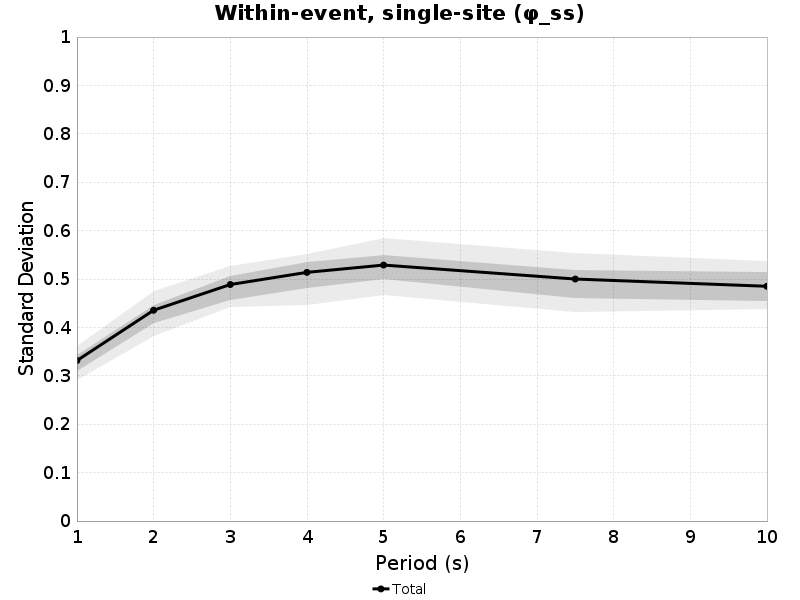 Within-event, single-site (φ_ss)
1
0.9
0.8
0.7
0.6
0.5
0.4
0.3
0.2
0.1
0
Standard Deviation
1 2 3 4 5 6 7 8 9 10
Period (s)
Total